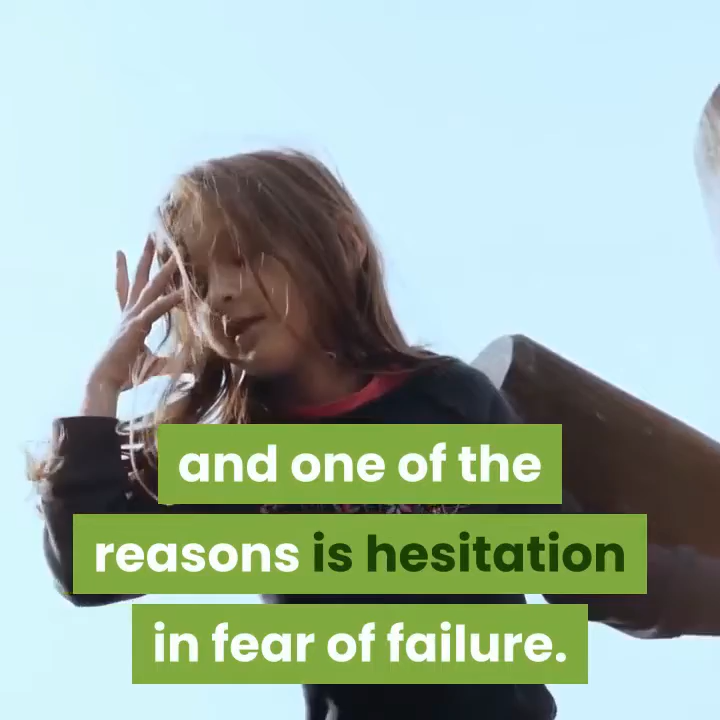 and one of the
reasons is hesitation
in fear of failure.